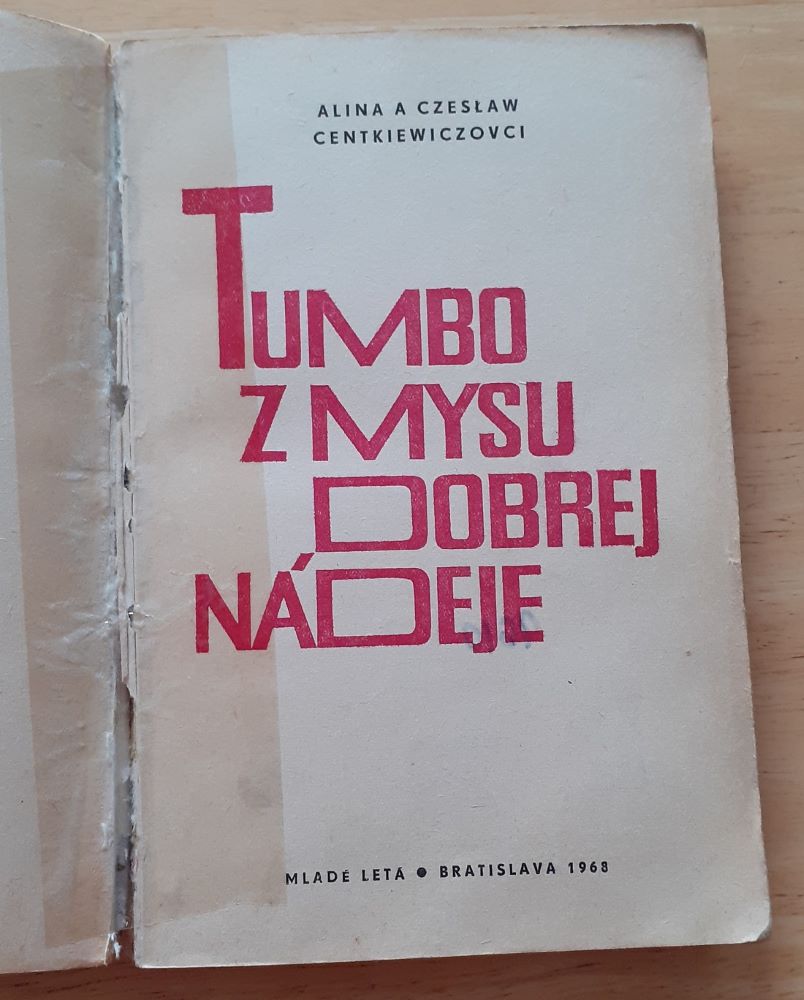 ALINA A CZESŁAW
CENTKIEWICZOVCI
TUMBO
Z MYSU
DOBREJ
NÁDEJE
MLADÉ LETÁ ● BRATISLAVA 1968